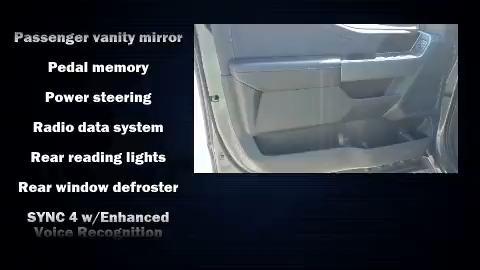 Passenger vanity mirror
Pedal memory
Power steering
Radio data system
Rear reading lights
Rear window defroster
SYNC 4 w/Enhanced
Voice Recognition